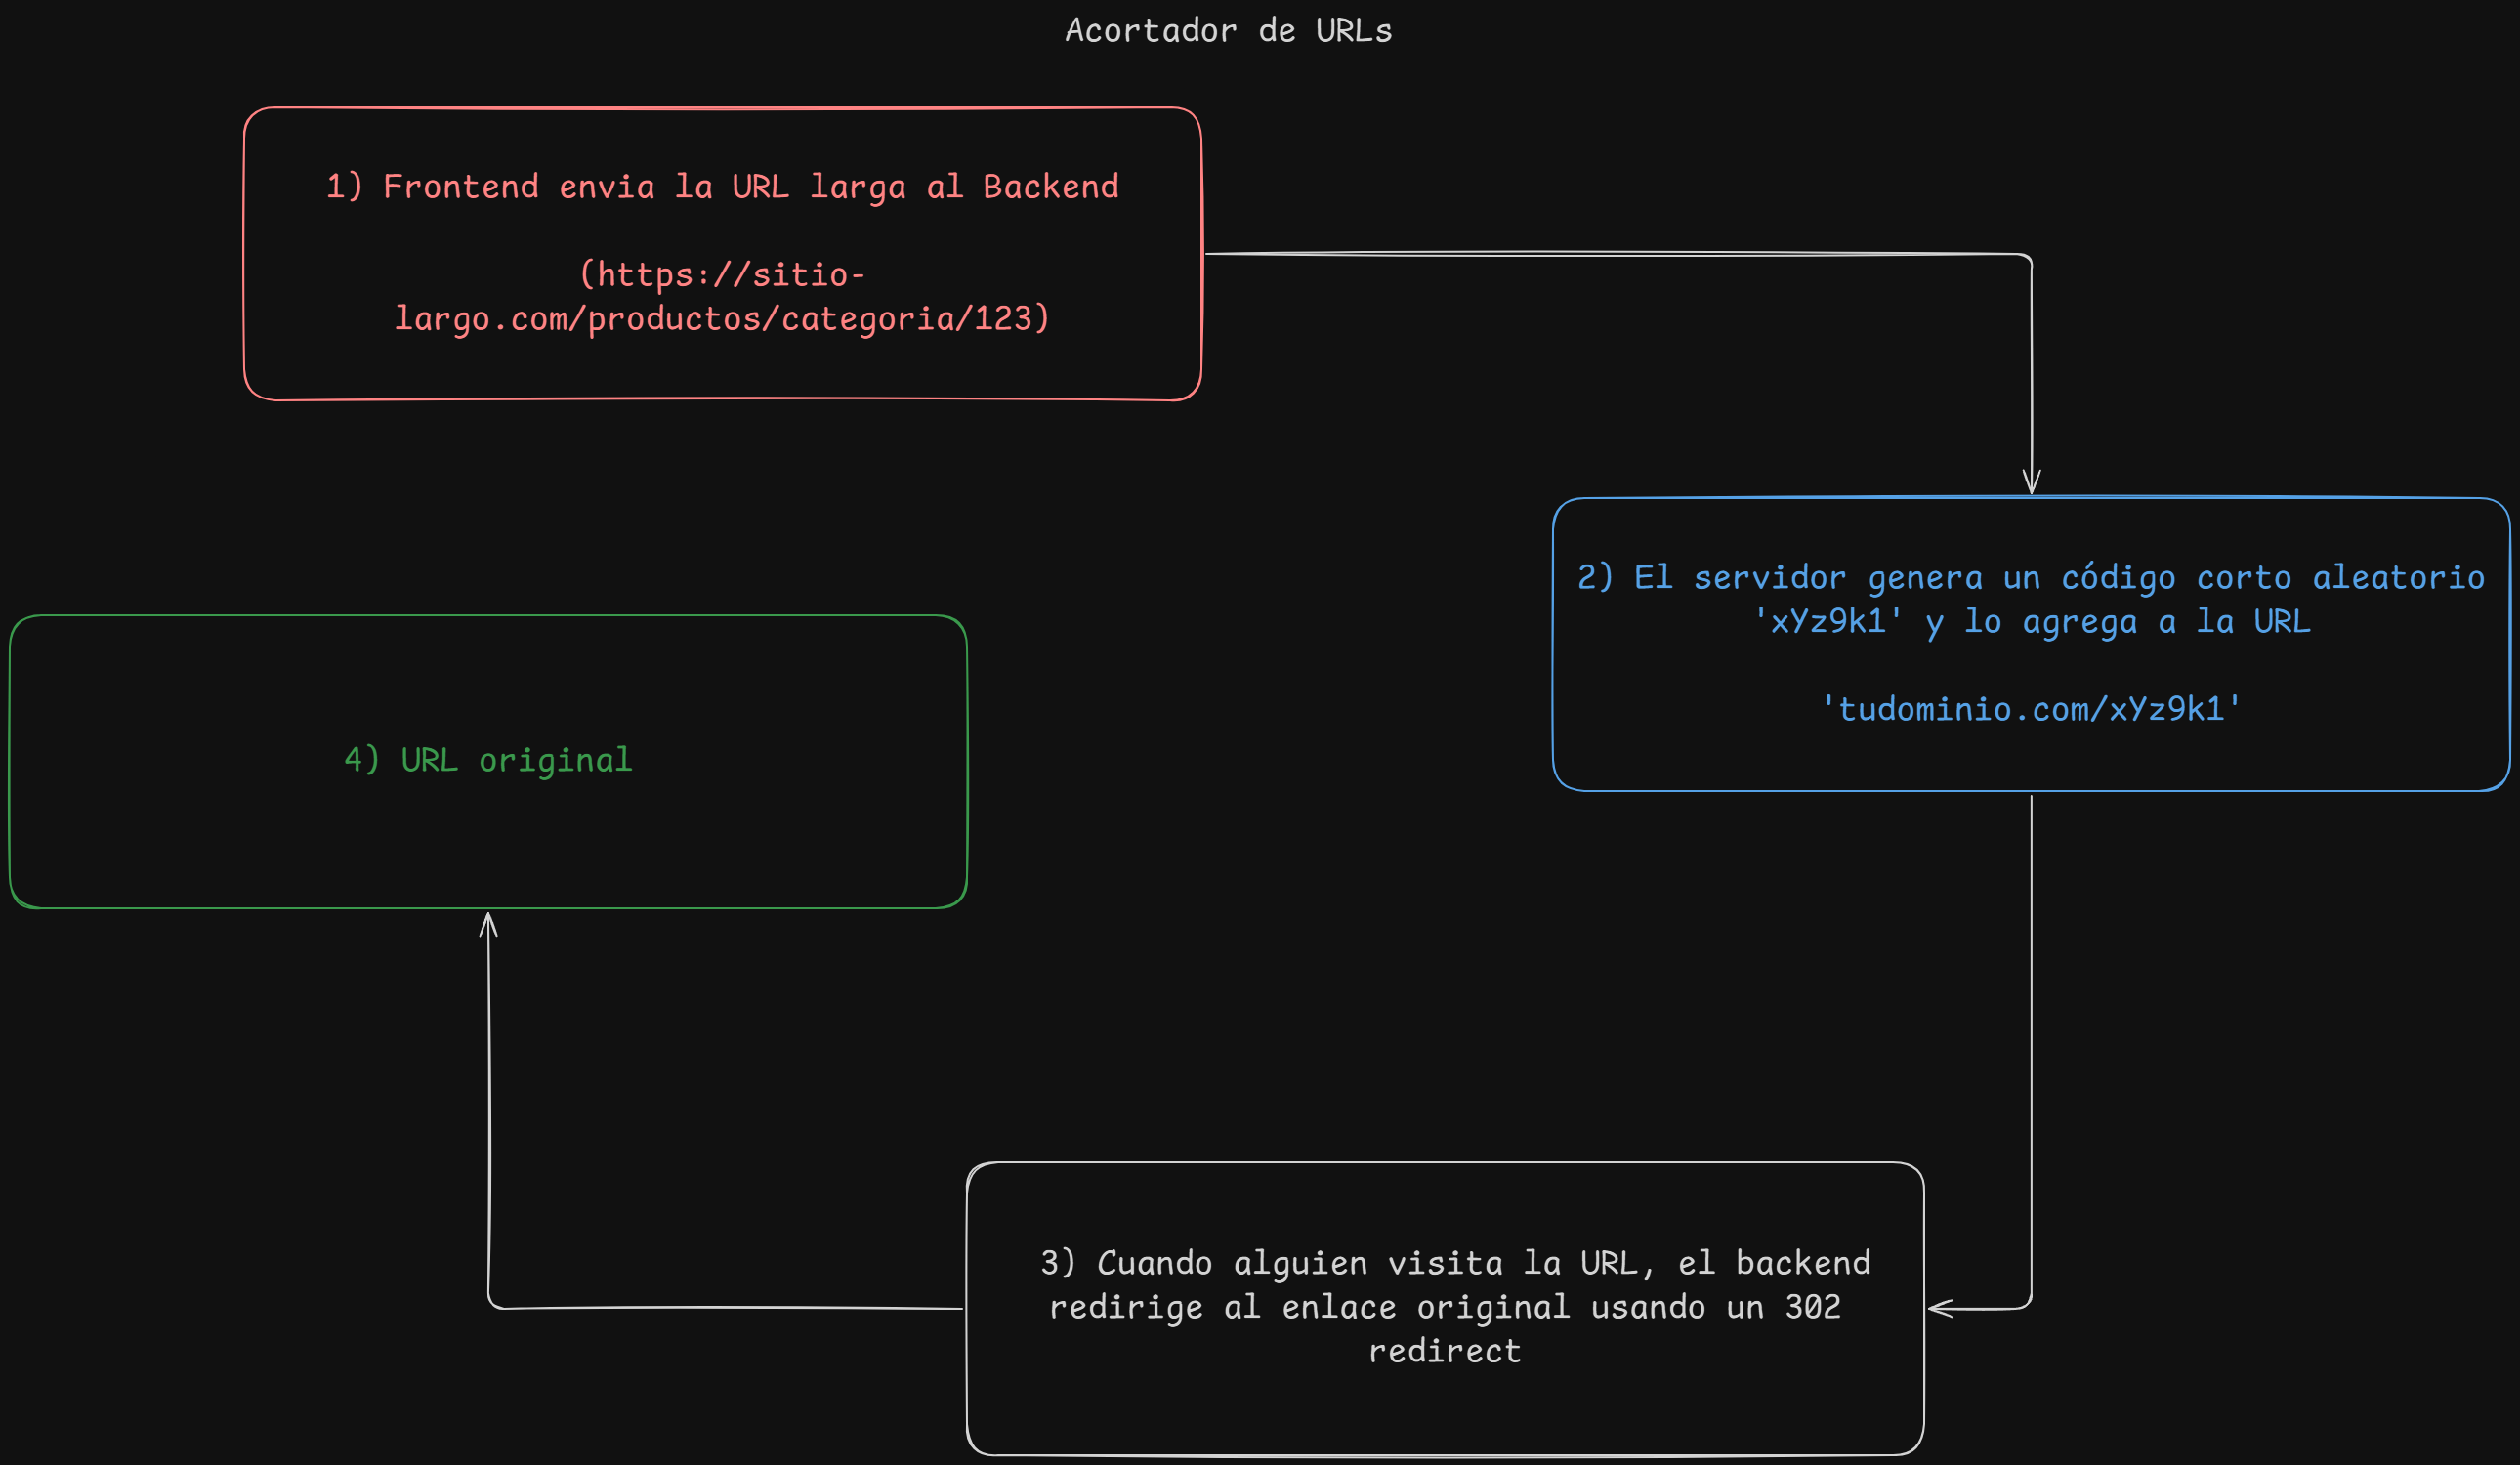 Acortador de URLs
1) Frontend envia la URL larga al Backend
(https://sitio-
largo.com/productos/categoria/123)
2) El servidor genera un código corto aleatorio
'xYz9k1' y lo agrega a la URL
'tudominio.com/xYz9k1'
3) Cuando alguien visita la URL, el backend
redirige al enlace original usando un 302
redirect
4) URL original